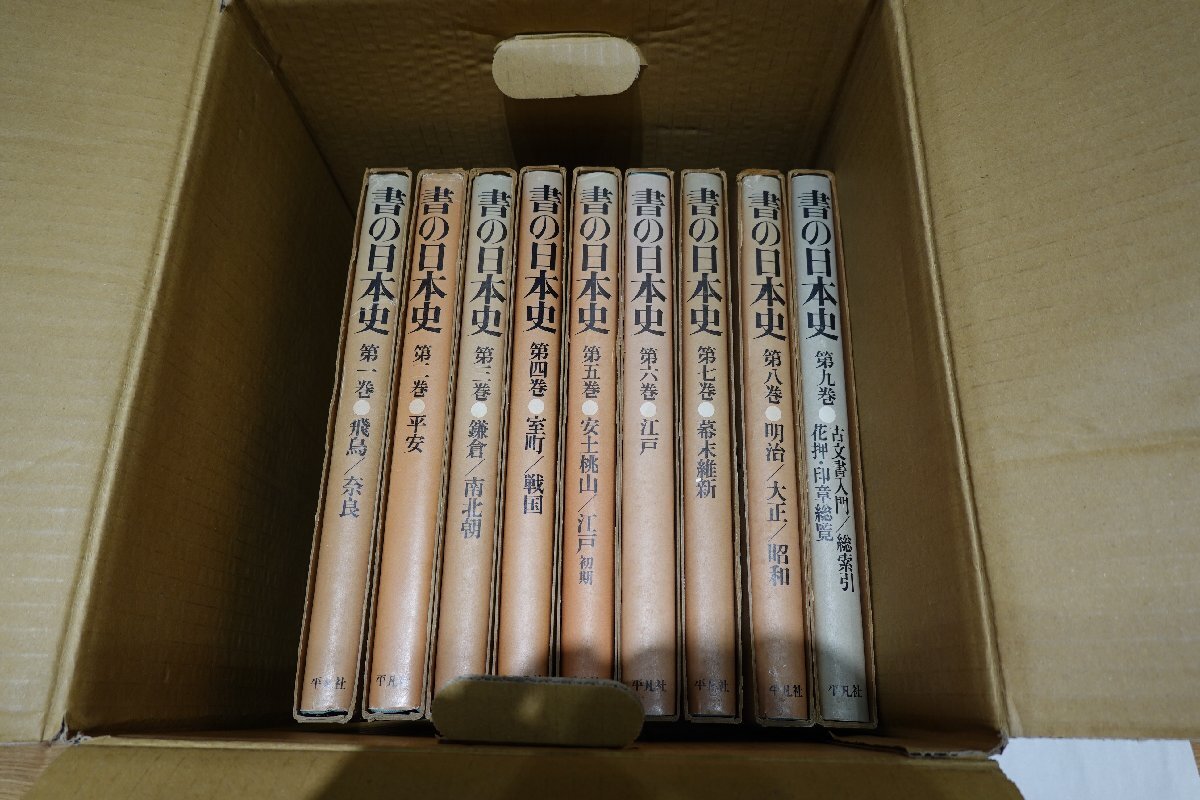 書の日本史
第一巻●飛鳥/奈良
平凡社
書の日本史
第二巻●平安
平凡社
書の日本史
第三巻●鎌倉/南北朝
書の日本史
第四巻●室町/戦国
書の日本史
第五巻●安土桃山/江戸初期
書の日本史
第六巻●江戸
平凡社
書の日本史
第七巻●幕末維新
平凡社
書の日本史
第八巻●明治/大正/昭和
平凡社
書の日本史
第九巻●古文書入門/総索引
花押・印章総覧
平凡社